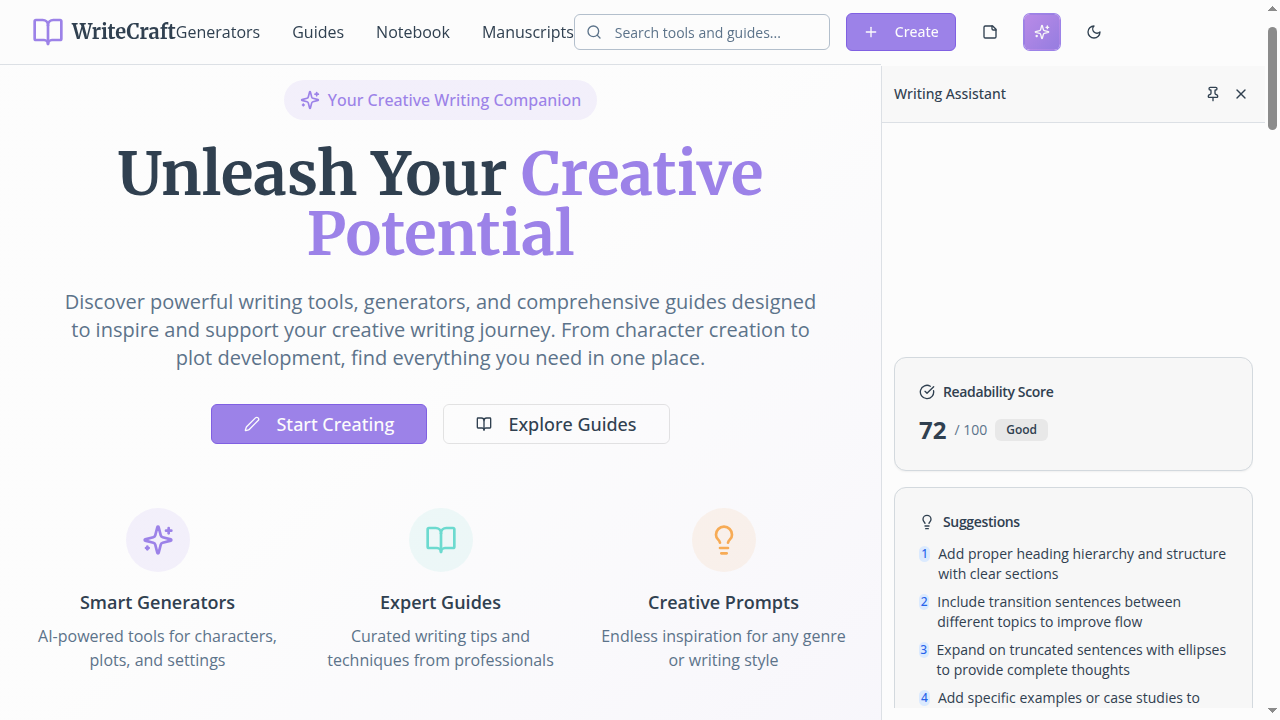 WriteCraft
Generators
Guides
Notebook
Manuscripts
Search tools and guides...
Create
Your Creative Writing Companion
Unleash Your Creative
Potential
Discover powerful writing tools, generators, and comprehensive guides designed
to inspire and support your creative writing journey. From character creation to
plot development, find everything you need in one place.
Start Creating
Explore Guides
Smart Generators
AI-powered tools for characters,
plots, and settings
Expert Guides
Curated writing tips and
techniques from professionals
Creative Prompts
Endless inspiration for any genre
or writing style
Writing Assistant
Readability Score
72 / 100 Good
Suggestions
1 Add proper heading hierarchy and structure
with clear sections
2 Include transition sentences between
different topics to improve flow
3 Expand on truncated sentences with ellipses
to provide complete thoughts
4 Add specific examples or case studies to